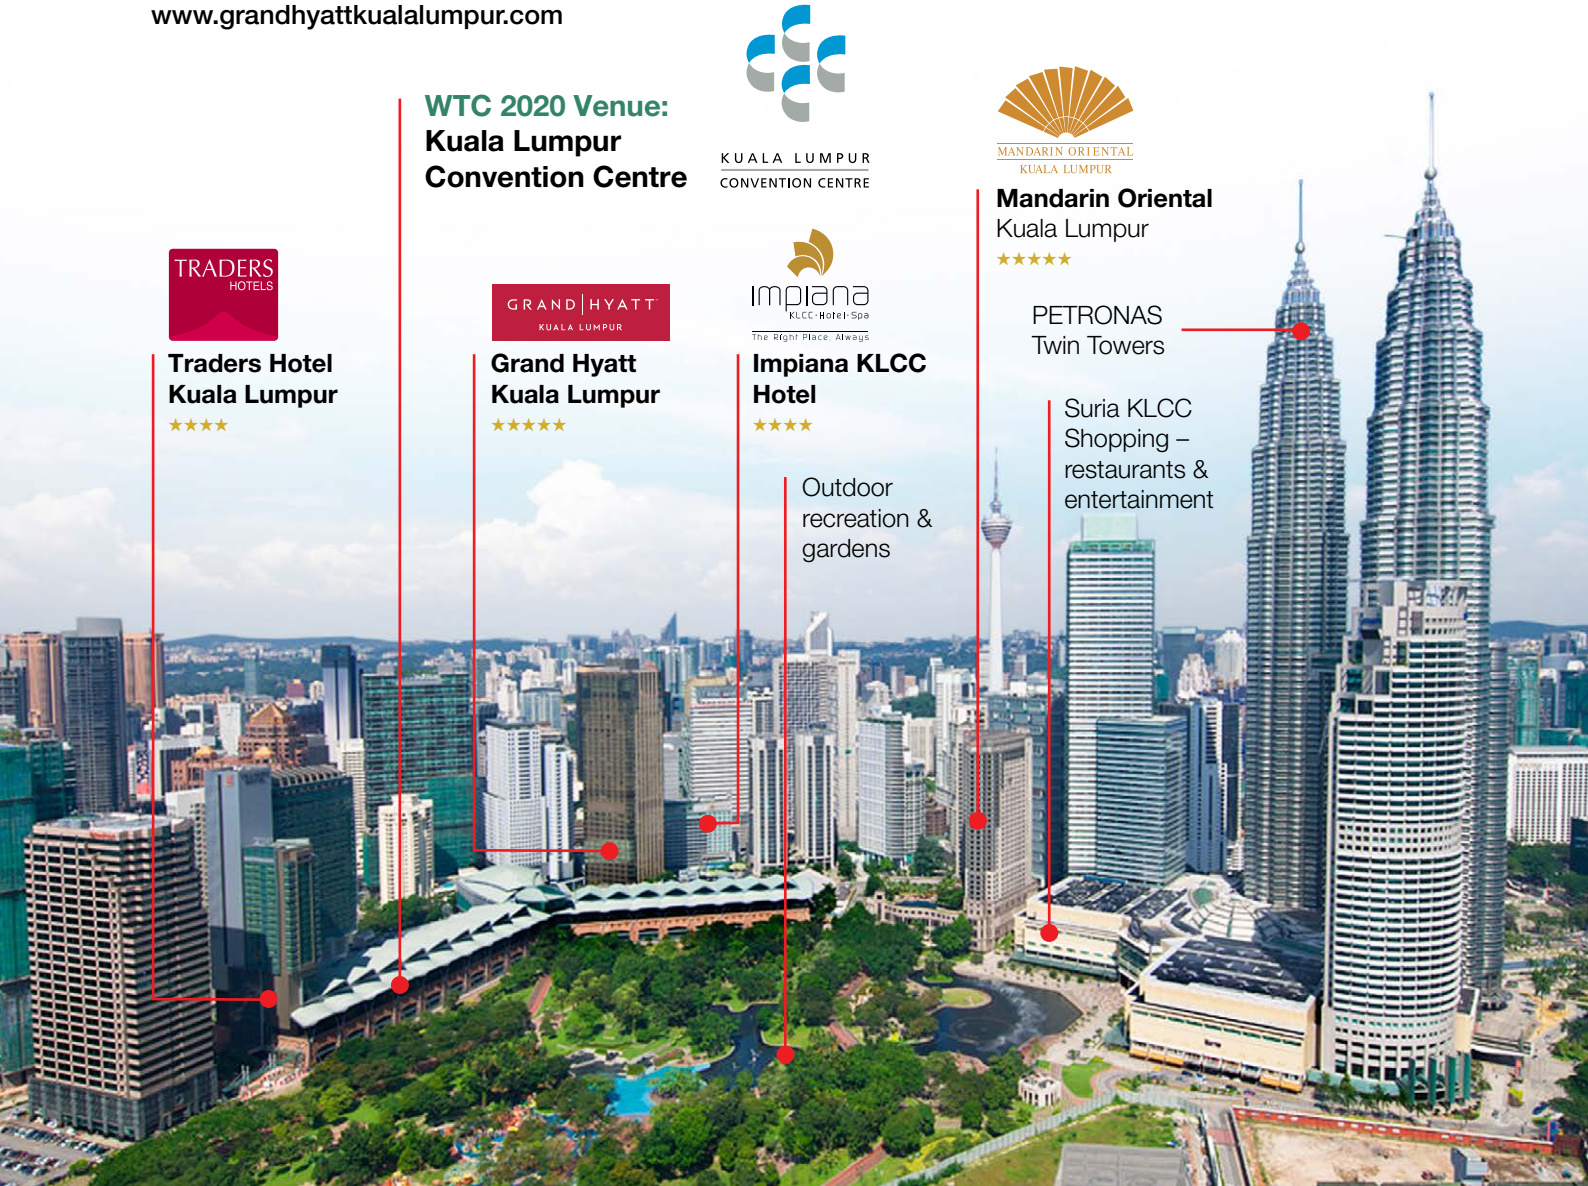 www.grandhyattkualalumpur.com
WTC 2020 Venue:
Kuala Lumpur
Convention Centre
KUALA LUMPUR
CONVENTION CENTRE
MANDARIN ORIENTAL
KUALA LUMPUR
Mandarin Oriental
Kuala Lumpur
TRADERS
HOTELS
Traders Hotel
Kuala Lumpur
GRAND HYATT
KUALA LUMPUR
Grand Hyatt
Kuala Lumpur
Impiana
KLCC-Hotel-Spa
The Right Place. Always
Impiana KLCC
Hotel
PETRONAS
Twin Towers
Suria KLCC
Shopping –
restaurants &
entertainment
Outdoor
recreation &
gardens